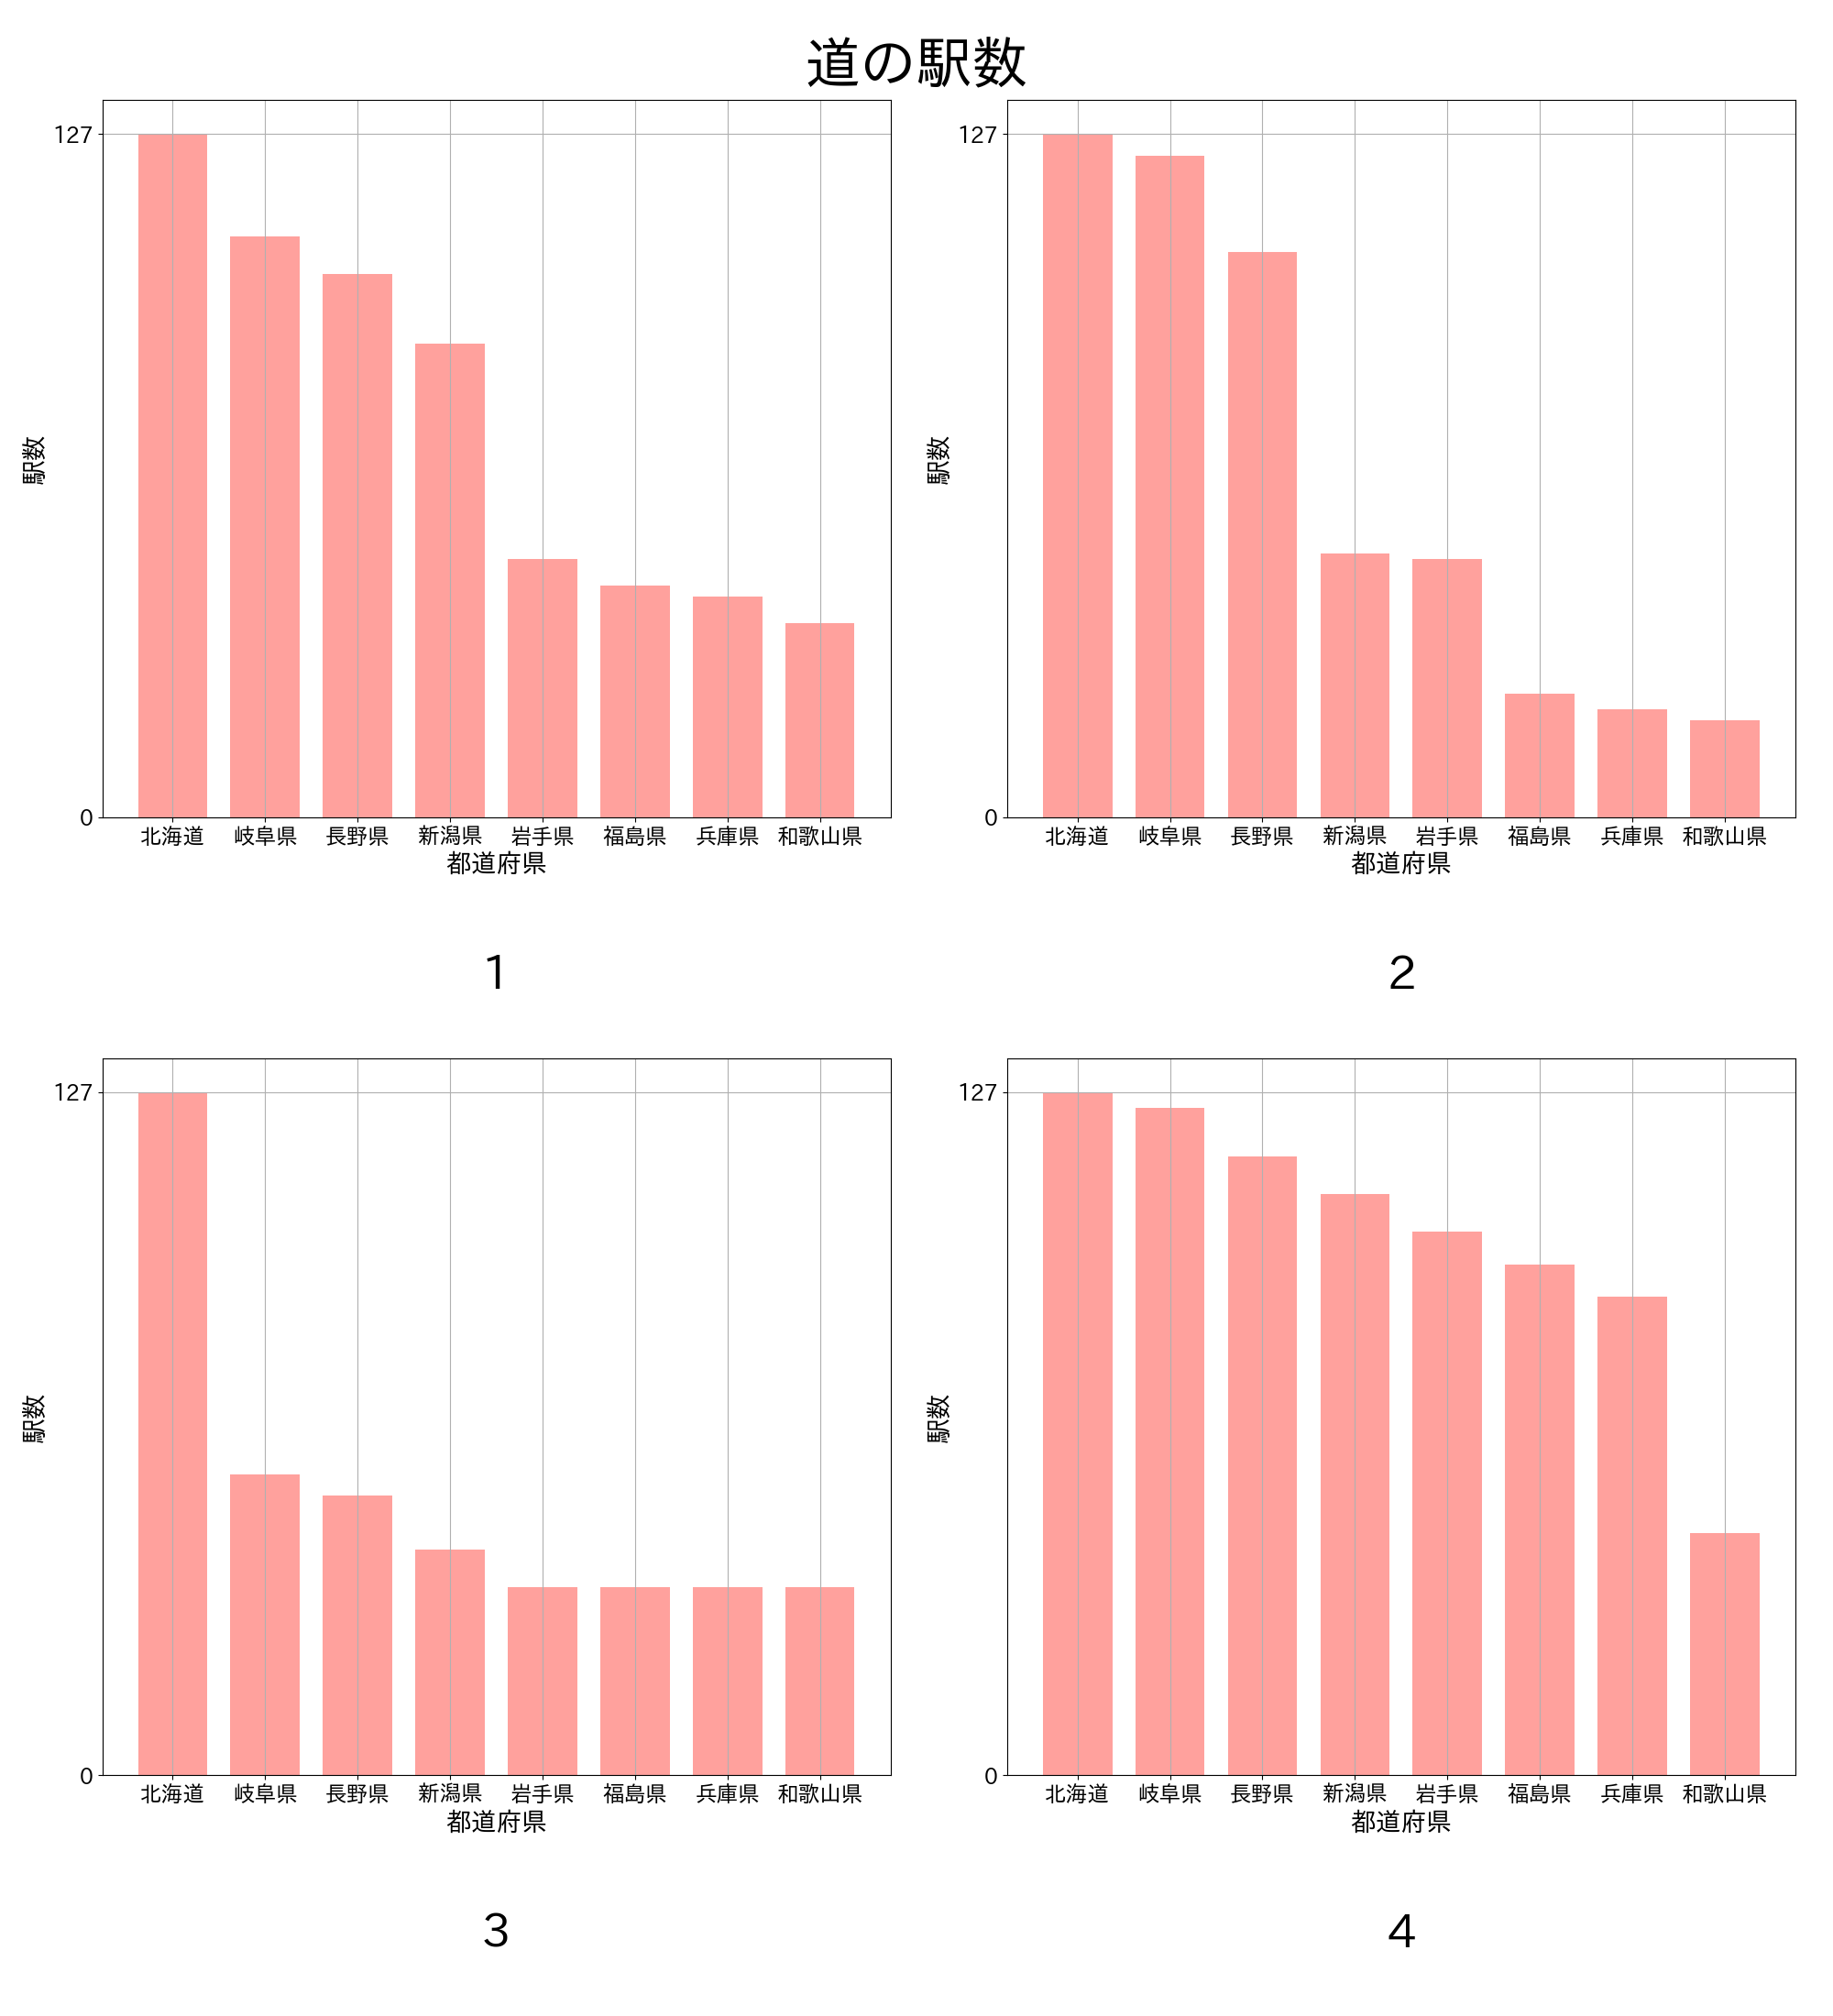 道の駅数
127
0
駅数
北海道 岐阜県 長野県 新潟県 岩手県 福島県 兵庫県 和歌山県
都道府県
1
127
0
駅数
北海道 岐阜県 長野県 新潟県 岩手県 福島県 兵庫県 和歌山県
都道府県
2
127
0
駅数
北海道 岐阜県 長野県 新潟県 岩手県 福島県 兵庫県 和歌山県
都道府県
3
127
0
駅数
北海道 岐阜県 長野県 新潟県 岩手県 福島県 兵庫県 和歌山県
都道府県
4